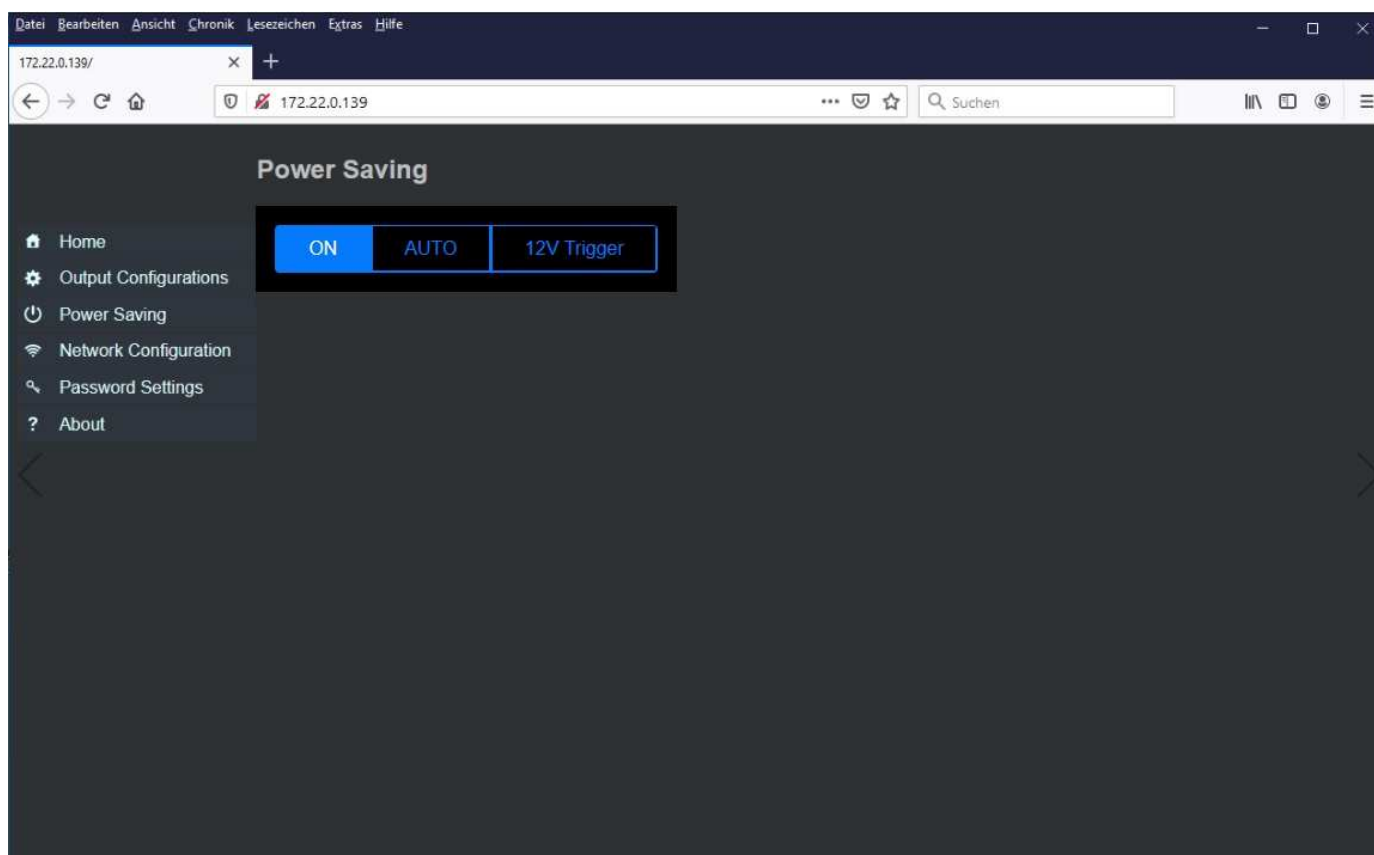 Datei Bearbeiten Ansicht Chronik Lesezeichen Extras Hilfe
172.22.0.139/
172.22.0.139
Suchen
Power Saving
ON AUTO 12V Trigger
Home
Output Configurations
Power Saving
Network Configuration
Password Settings
? About